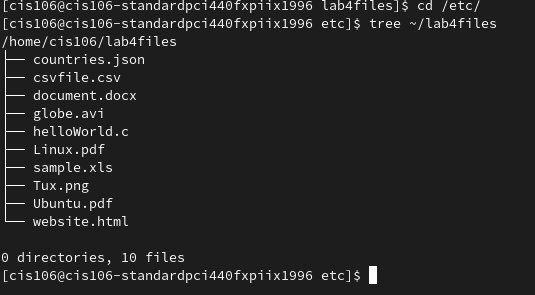 [cis106@cis106-standardpci440fxpiix1996 lab4files]$ cd /etc/
[cis106@cis106-standardpci440fxpiix1996 etc]$ tree ~/lab4files
/home/cis106/lab4files
├── countries.json
├── csvfile.csv
├── document.docx
├── globe.avi
├── helloWorld.c
├── Linux.pdf
├── sample.xls
├── Tux.png
├── Ubuntu.pdf
└── website.html

0 directories, 10 files
[cis106@cis106-standardpci440fxpiix1996 etc]$